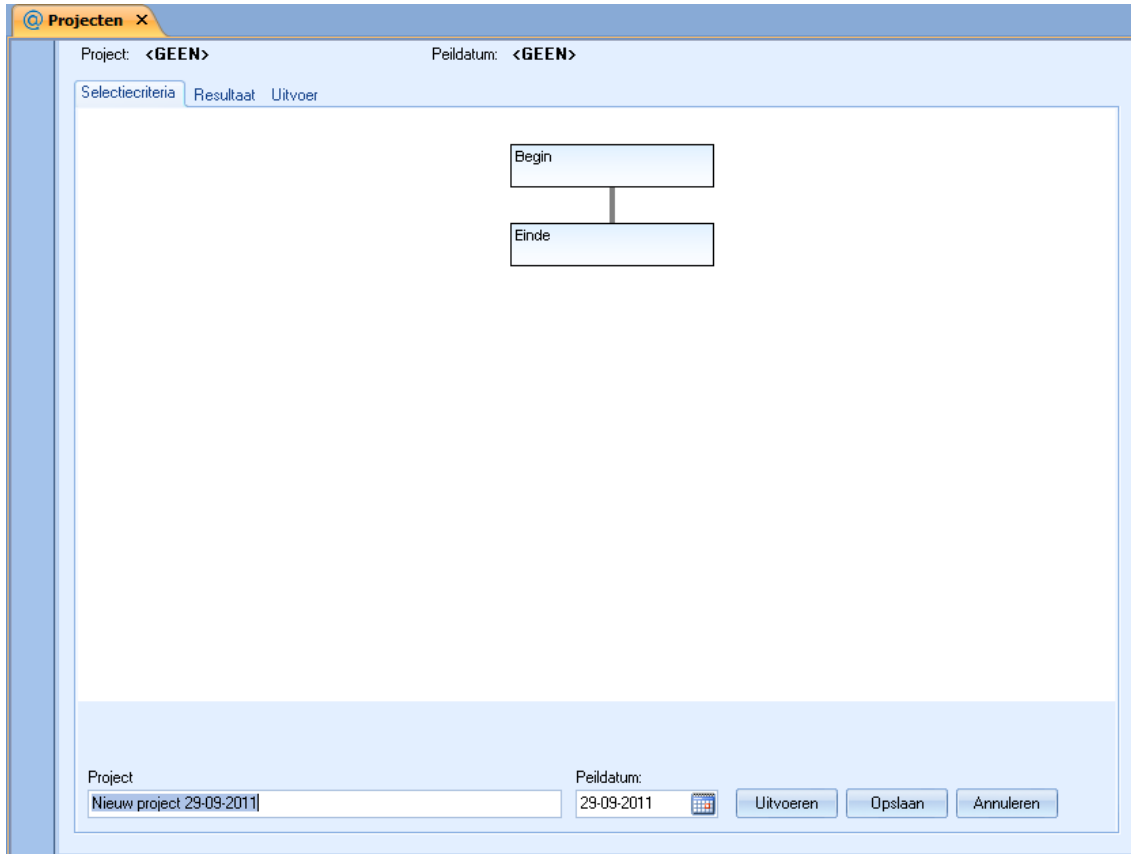 @ Projecten X
Project: <GEEN> Peildatum: <GEEN>
Selectiecriteria Resultaat Uitvoer
Begin
Einde
Project Peildatum:
Nieuw project 29-09-2011 29-09-2011 Uitvoeren Opslaan Annuleren